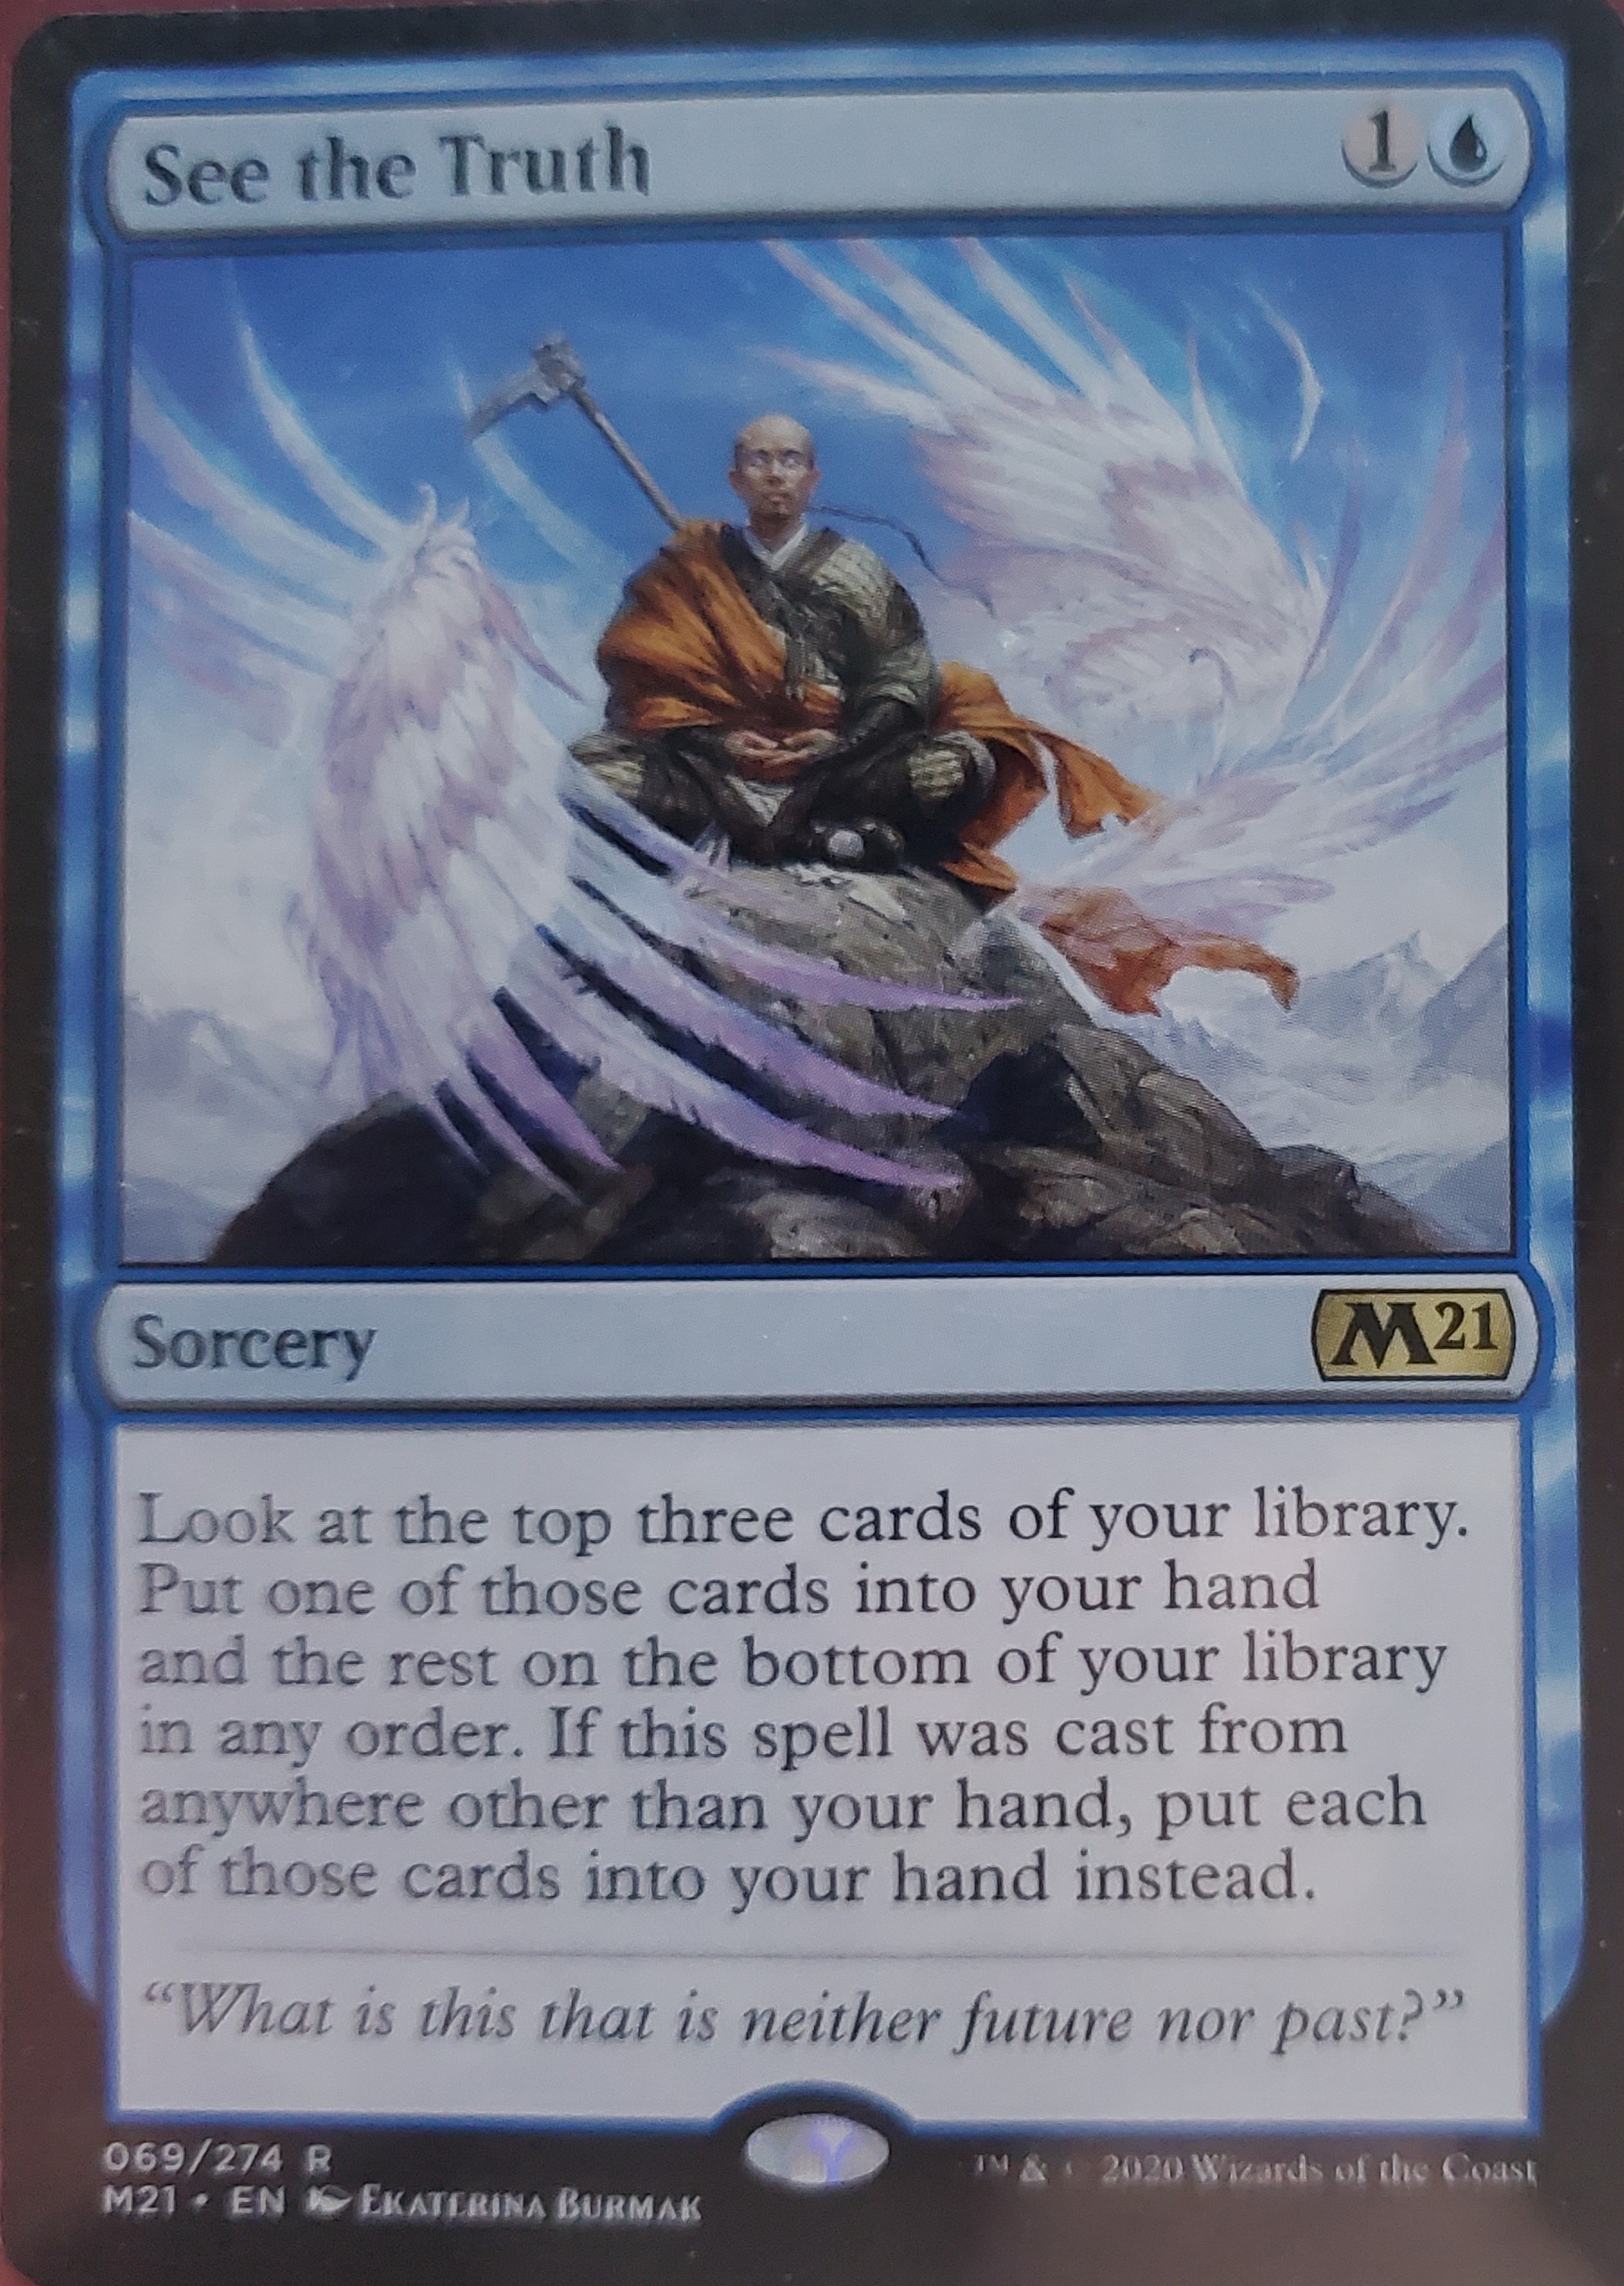 See the Truth 1
Sorcery M21
Look at the top three cards of your library.
Put one of those cards into your hand
and the rest on the bottom of your library
in any order. If this spell was cast from
anywhere other than your hand, put each
of those cards into your hand instead.
“What is this that is neither future nor past?”
069/274 R
™ & © 2020 Wizards of the Coast
M21 • EN Ekaterina Burmak